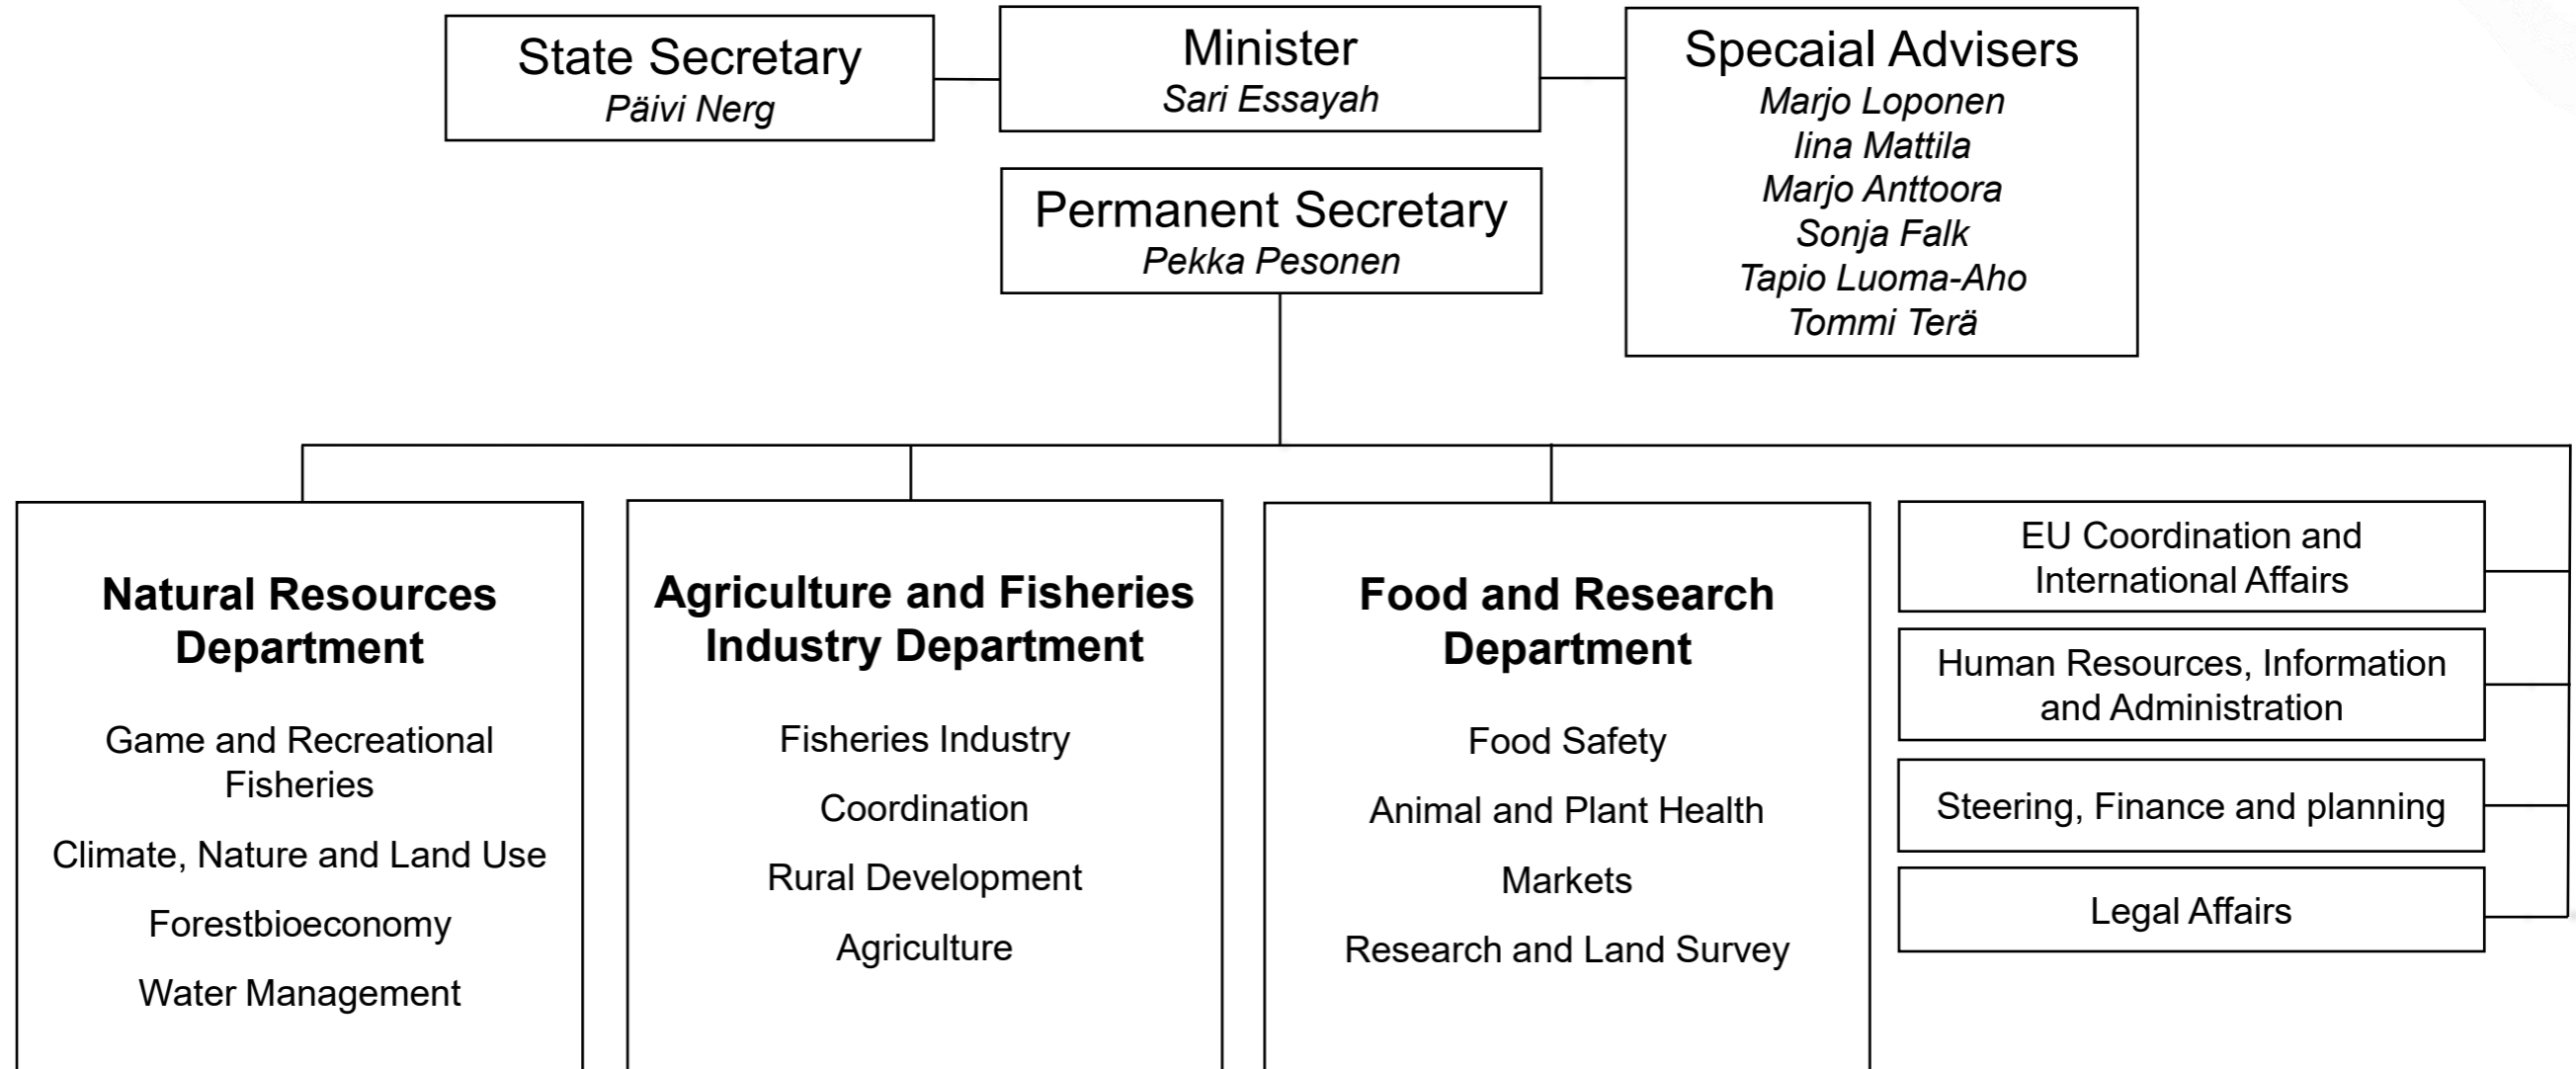 State Secretary
Päivi Nerg
Minister
Sari Essayah
Specaial Advisers
Marjo Loponen
Iina Mattila
Marjo Anttoora
Sonja Falk
Tapio Luoma-Aho
Tommi Terä
Permanent Secretary
Pekka Pesonen
Natural Resources
Department
Game and Recreational
Fisheries
Climate, Nature and Land Use
Forestbioeconomy
Water Management
Agriculture and Fisheries
Industry Department
Fisheries Industry
Coordination
Rural Development
Agriculture
Food and Research
Department
Food Safety
Animal and Plant Health
Markets
Research and Land Survey
EU Coordination and
International Affairs
Human Resources, Information
and Administration
Steering, Finance and planning
Legal Affairs